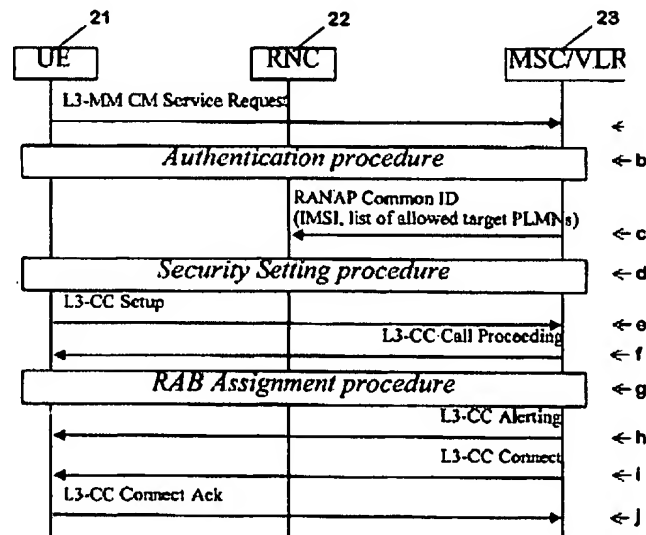 21 22 23
UE RNC MSC/VLR
L3-MM CM Service Request
Authentication procedure b
RANAP Common ID
(IMSI, list of allowed target PLMNs)
c
Security Setting procedure d
L3-CC Setup
e
L3-CC Call Proceeding
f
RAB Assignment procedure g
L3-CC Alerting
h
L3-CC Connect
i
L3-CC Connect Ack
j